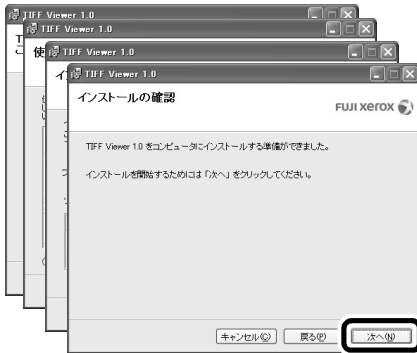 TIFF Viewer 1.0
TIFF Viewer 1.0
使
TIFF Viewer 1.0
イ
TIFF Viewer 1.0
インストールの確認
FUJI XEROX
TIFF Viewer 1.0 をコンピュータにインストールする準備ができました。
インストールを開始するためには「次へ」をクリックしてください。
キャンセル(C) 戻る(P) 次へ(N)